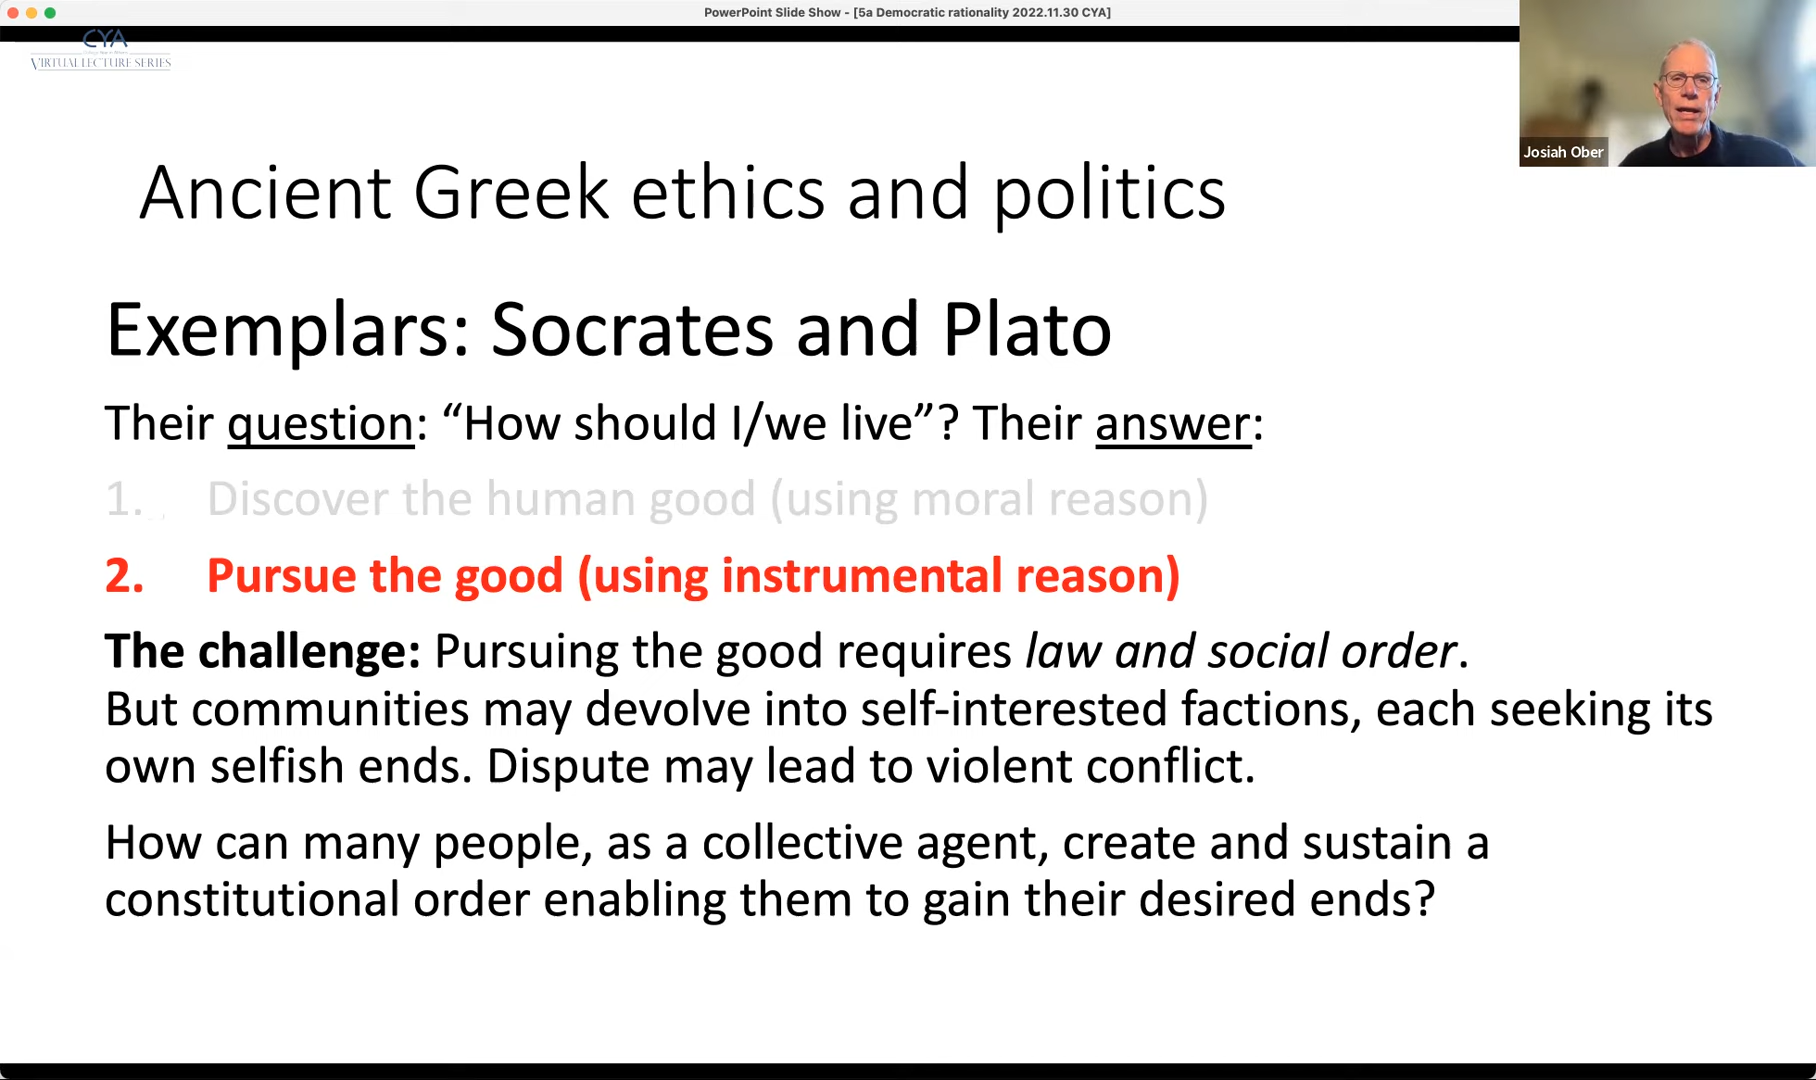 PowerPoint Slide Show - [5a Democratic rationality 2022.11.30 CYA]
CYA
VIRTUAL LECTURE SERIES
Josiah Ober
Ancient Greek ethics and politics
Exemplars: Socrates and Plato
Their question: “How should I/we live”? Their answer:
1. Discover the human good (using moral reason)
2. Pursue the good (using instrumental reason)
The challenge: Pursuing the good requires law and social order.
But communities may devolve into self-interested factions, each seeking its
own selfish ends. Dispute may lead to violent conflict.
How can many people, as a collective agent, create and sustain a
constitutional order enabling them to gain their desired ends?